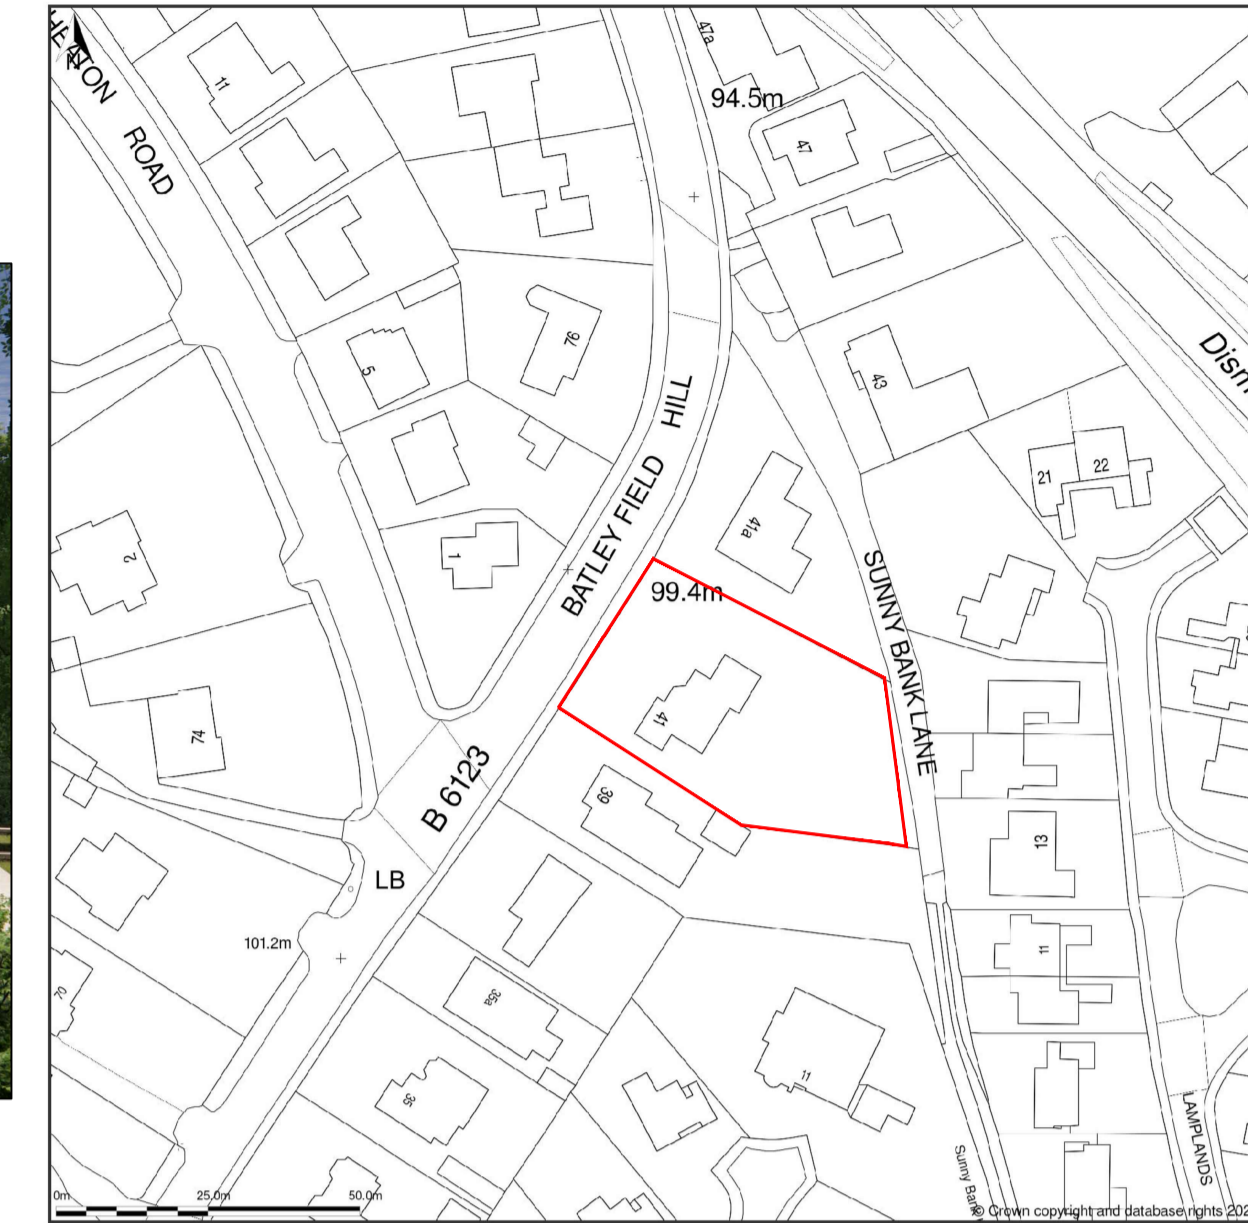 HEATON ROAD
N
11
47a
94.5m
47
76
5
43
Dism
BATLEY FIELD HILL
21
22
41a
1
2
99.4m
SUNNY BANK LANE
41
74
B 6123
39
13
LB
101.2m
11
70
35a
11
35
LAMPLANDS
Sunny Bank
0m 25.0m 50.0m
© Crown copyright and database rights 202